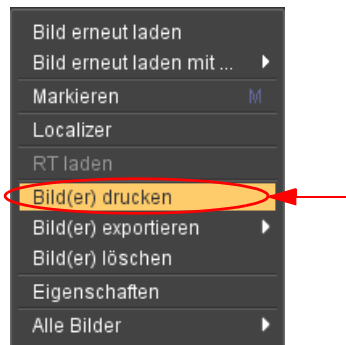 Bild erneut laden
Bild erneut laden mit ...
Markieren M
Localizer
RT laden
Bild(er) drucken
Bild(er) exportieren
Bild(er) löschen
Eigenschaften
Alle Bilder